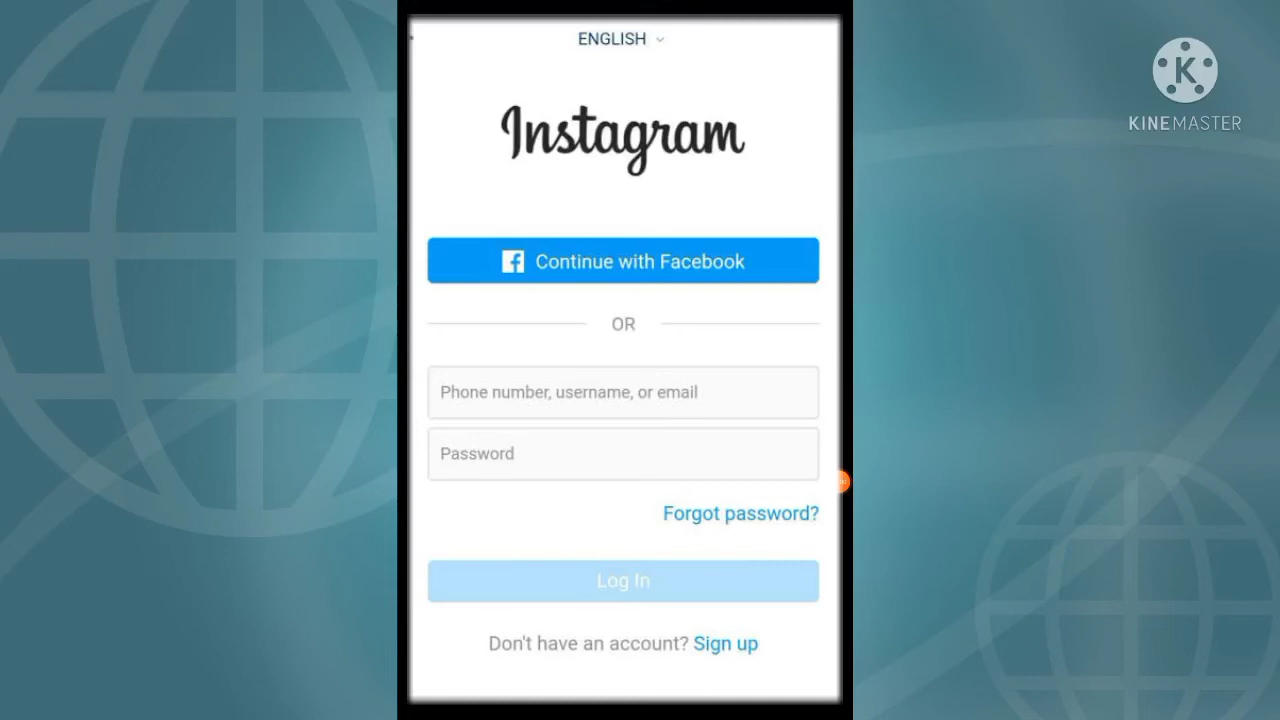 ENGLISH
Instagram
Continue with Facebook
OR
Phone number, username, or email
Password
Forgot password?
Log In
Don't have an account? Sign up
K
KINEMASTER